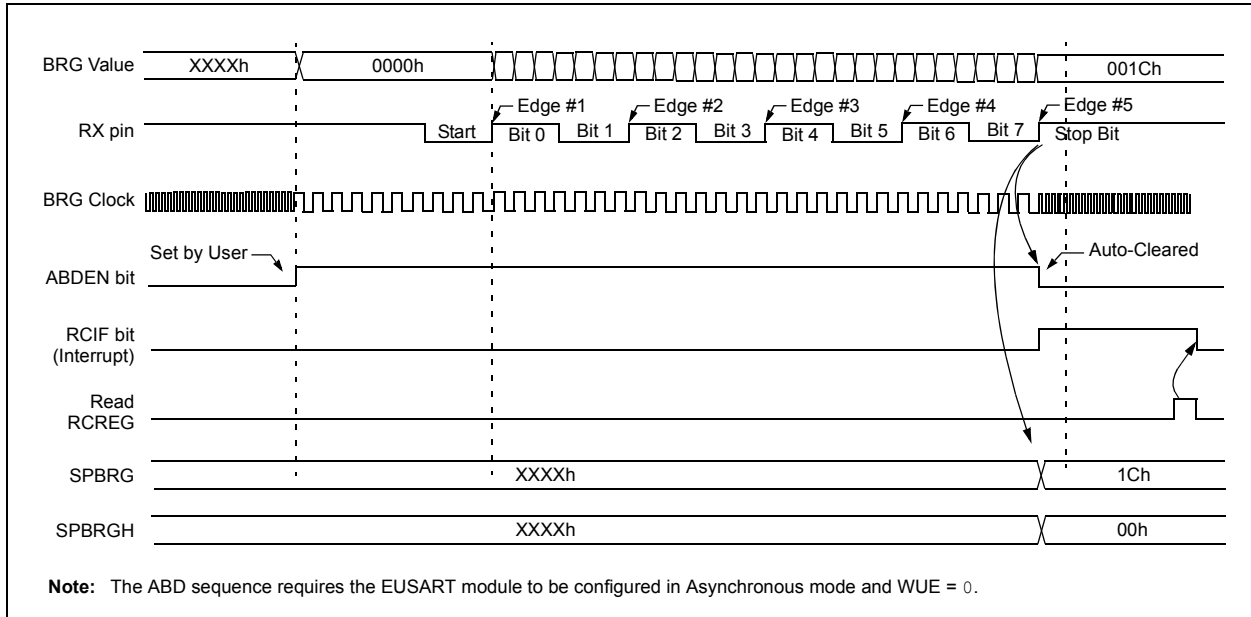 BRG Value
XXXXh
0000h
001Ch
RX pin
Start
Edge #1
Bit 0
Bit 1
Edge #2
Bit 2
Bit 3
Edge #3
Bit 4
Bit 5
Edge #4
Bit 6
Bit 7
Edge #5
Stop Bit
BRG Clock
Set by User
Auto-Cleared
ABDEN bit
RCIF bit
(Interrupt)
Read
RCREG
SPBRG
XXXXh
1Ch
SPBRGH
XXXXh
00h
Note: The ABD sequence requires the EUSART module to be configured in Asynchronous mode and WUE = 0.